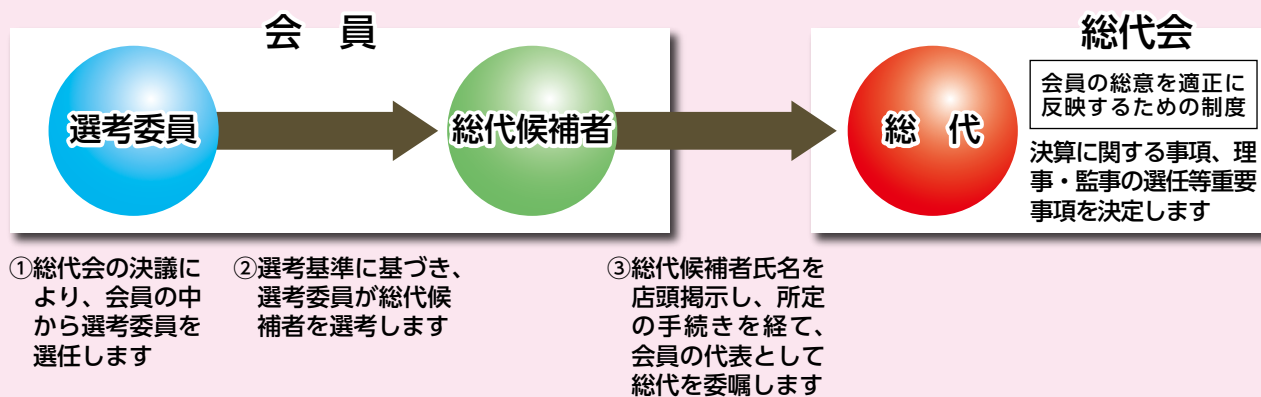 会　員
選考委員
総代候補者
①総代会の決議に
より、会員の中
から選考委員を
選任します
②選考基準に基づき、
選考委員が総代候
補者を選考します
③総代候補者氏名を
店頭掲示し、所定
の手続きを経て、
会員の代表として
総代を委嘱します
総代会
総　代
会員の総意を適正に
反映するための制度
決算に関する事項、理
事・監事の選任等重要
事項を決定します